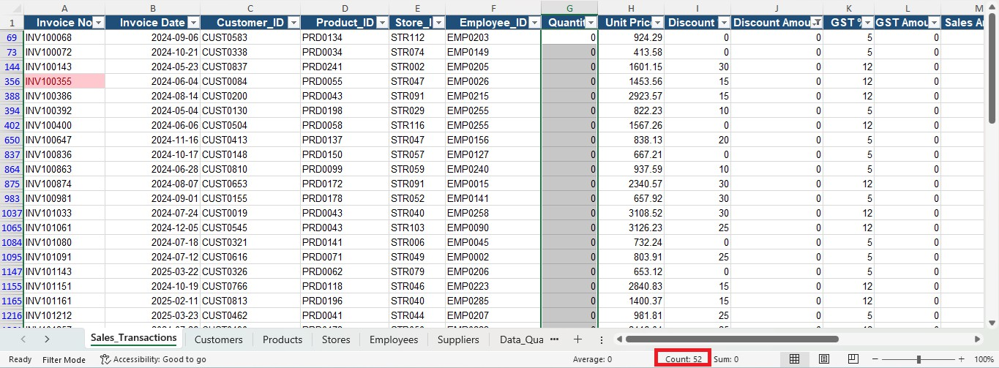 A B C D E F G H I J K L M
1 Invoice No Invoice Date Customer_ID Product_ID Store_I Employee_ID Quantit Unit Pric Discount Discount Amou GST % GST Amou Sales A
69 INV100068 2024-09-06 CUST0583 PRD0134 STR112 EMP0203 0 924.29 0 0 5 0
73 INV100072 2024-10-21 CUST0338 PRD0034 STR074 EMP0149 0 413.58 0 0 5 0
144 INV100143 2024-05-23 CUST0837 PRD0241 STR002 EMP0205 0 1601.15 30 0 12 0
356 INV100355 2024-06-04 CUST0084 PRD0055 STR047 EMP0026 0 1453.56 15 0 12 0
388 INV100386 2024-08-14 CUST0200 PRD0043 STR091 EMP0215 0 2923.57 15 0 12 0
394 INV100392 2024-05-04 CUST0130 PRD0198 STR029 EMP0255 0 822.23 10 0 5 0
402 INV100400 2024-06-06 CUST0504 PRD0058 STR116 EMP0255 0 1567.26 0 0 12 0
650 INV100647 2024-11-16 CUST0413 PRD0137 STR047 EMP0156 0 838.13 20 0 5 0
837 INV100836 2024-10-17 CUST0148 PRD0150 STR057 EMP0127 0 667.21 0 0 5 0
864 INV100863 2024-06-28 CUST0810 PRD0099 STR059 EMP0240 0 937.59 10 0 5 0
875 INV100874 2024-08-07 CUST0653 PRD0172 STR091 EMP0015 0 2340.57 30 0 12 0
983 INV100981 2024-09-01 CUST0155 PRD0178 STR052 EMP0141 0 657.92 30 0 5 0
1037 INV101033 2024-07-24 CUST0019 PRD0043 STR040 EMP0258 0 3108.52 30 0 12 0
1065 INV101061 2024-12-05 CUST0545 PRD0043 STR103 EMP0090 0 3126.23 25 0 12 0
1084 INV101080 2024-07-18 CUST0321 PRD0141 STR006 EMP0045 0 732.24 0 0 5 0
1095 INV101091 2024-07-12 CUST0616 PRD0071 STR049 EMP0002 0 803.91 25 0 5 0
1147 INV101143 2025-03-22 CUST0326 PRD0062 STR079 EMP0206 0 653.12 0 0 5 0
1155 INV101151 2024-10-19 CUST0766 PRD0118 STR046 EMP0223 0 2840.83 15 0 12 0
1165 INV101161 2025-02-11 CUST0813 PRD0196 STR040 EMP0285 0 1400.37 15 0 12 0
1216 INV101212 2025-03-23 CUST0462 PRD0041 STR044 EMP0207 0 981.81 25 0 5 0
Sales_Transactions Customers Products Stores Employees Suppliers Data_Qua ···
Ready Filter Mode Accessibility: Good to go Average: 0 Count: 52 Sum: 0 100%